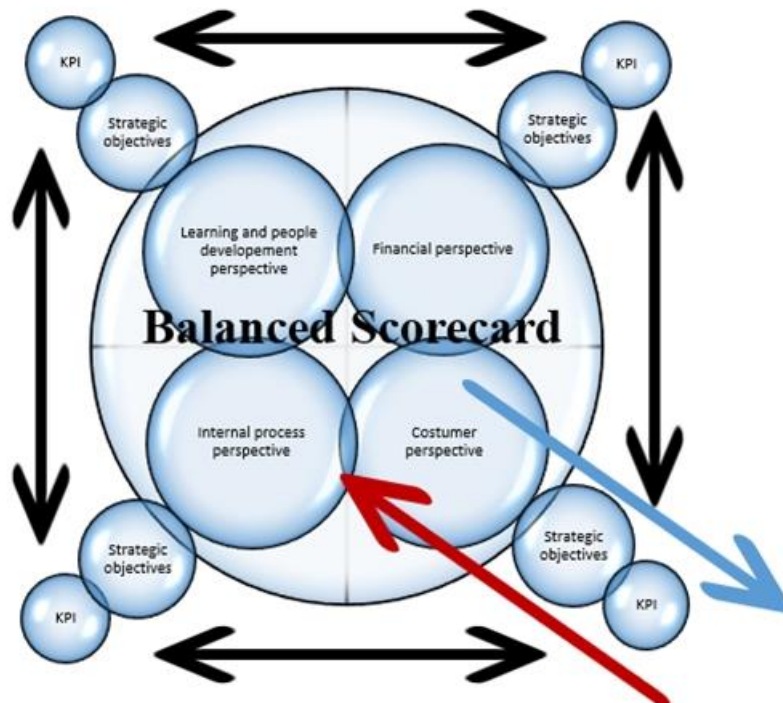 KPI
KPI
Strategic
objectives
Strategic
objectives
Learning and people
developement
perspective
Financial perspective
Balanced Scorecard
Internal process
perspective
Costumer
perspective
Strategic
objectives
Strategic
objectives
KPI
KPI